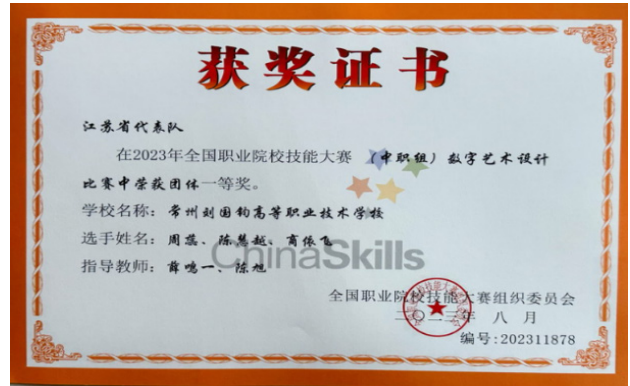 获奖证书
江苏省代表队
在2023年全国职业院校技能大赛 (中职组) 数字艺术设计
比赛中荣获团体一等奖。
学校名称：常州刘国钧高等职业技术学校
选手姓名：周蕊、陈慧越、商依飞
指导教师：薛鸣一、陈旭
ChinaSkills
全国职业院校技能大赛组织委员会
二〇二三年 八 月
编号:202311878